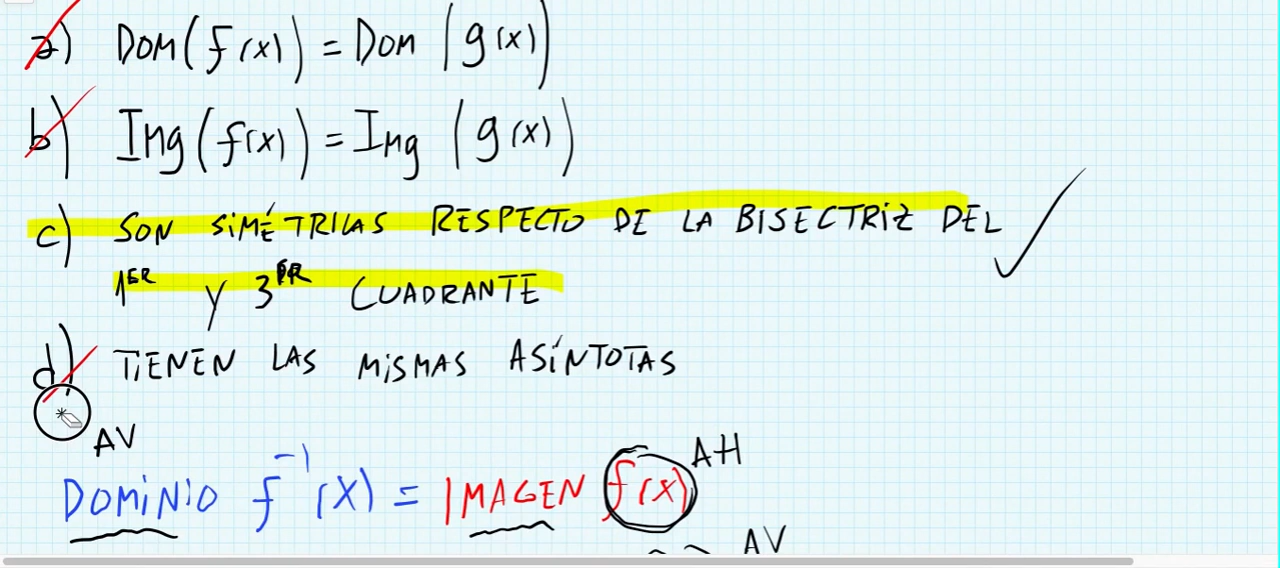 a) Dom(f(x)) = Dom (g(x))
b) Img(f(x)) = Img (g(x))
c) SON SIMÉTRICAS RESPECTO DE LA BISECTRIZ DEL
1ER Y 3ER CUADRANTE
d) TIENEN LAS MISMAS ASÍNTOTAS
AV AH
DOMINIO f⁻¹(X) = IMAGEN f(x)
AV